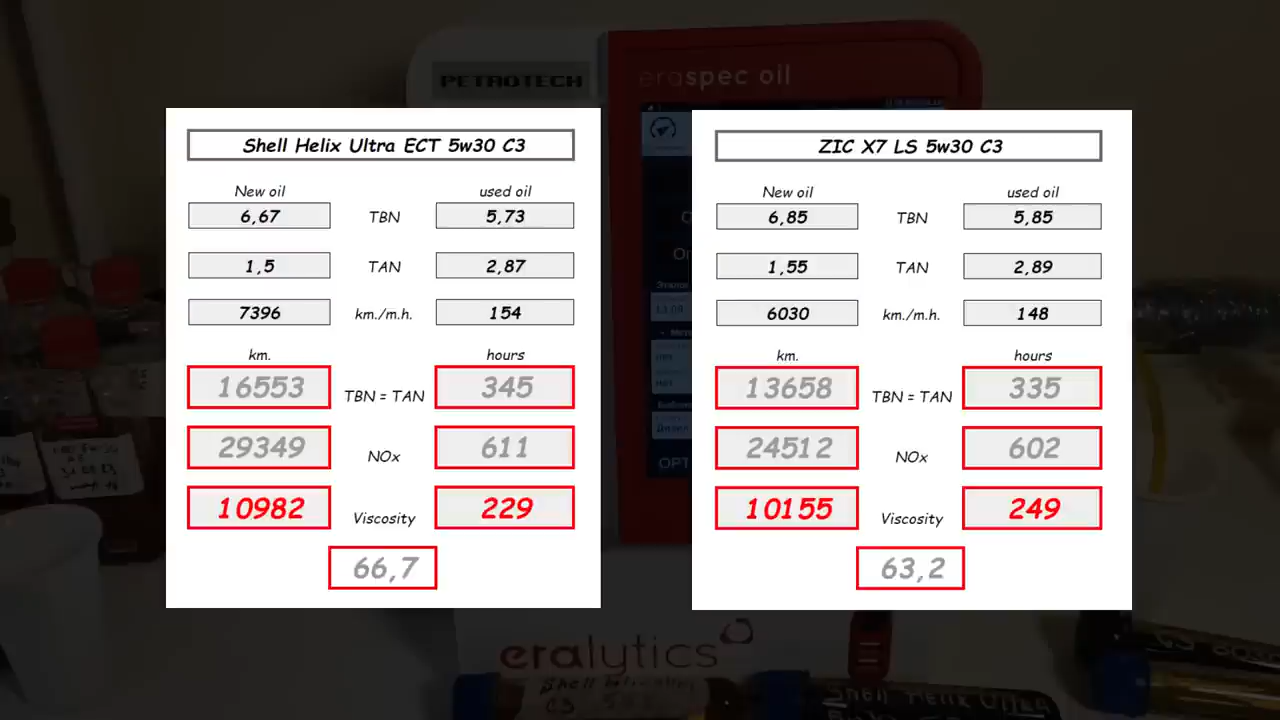 PETROTECH
eraspec oil
Shell Helix Ultra ECT 5w30 C3
New oil used oil
6,67 TBN 5,73
1,5 TAN 2,87
7396 km./m.h. 154
km. hours
16553 TBN = TAN 345
29349 NOx 611
10982 Viscosity 229
66,7
ZIC X7 LS 5w30 C3
New oil used oil
6,85 TBN 5,85
1,55 TAN 2,89
6030 km./m.h. 148
km. hours
13658 TBN = TAN 335
24512 NOx 602
10155 Viscosity 249
63,2
eralytics
Shell Helix Ultra